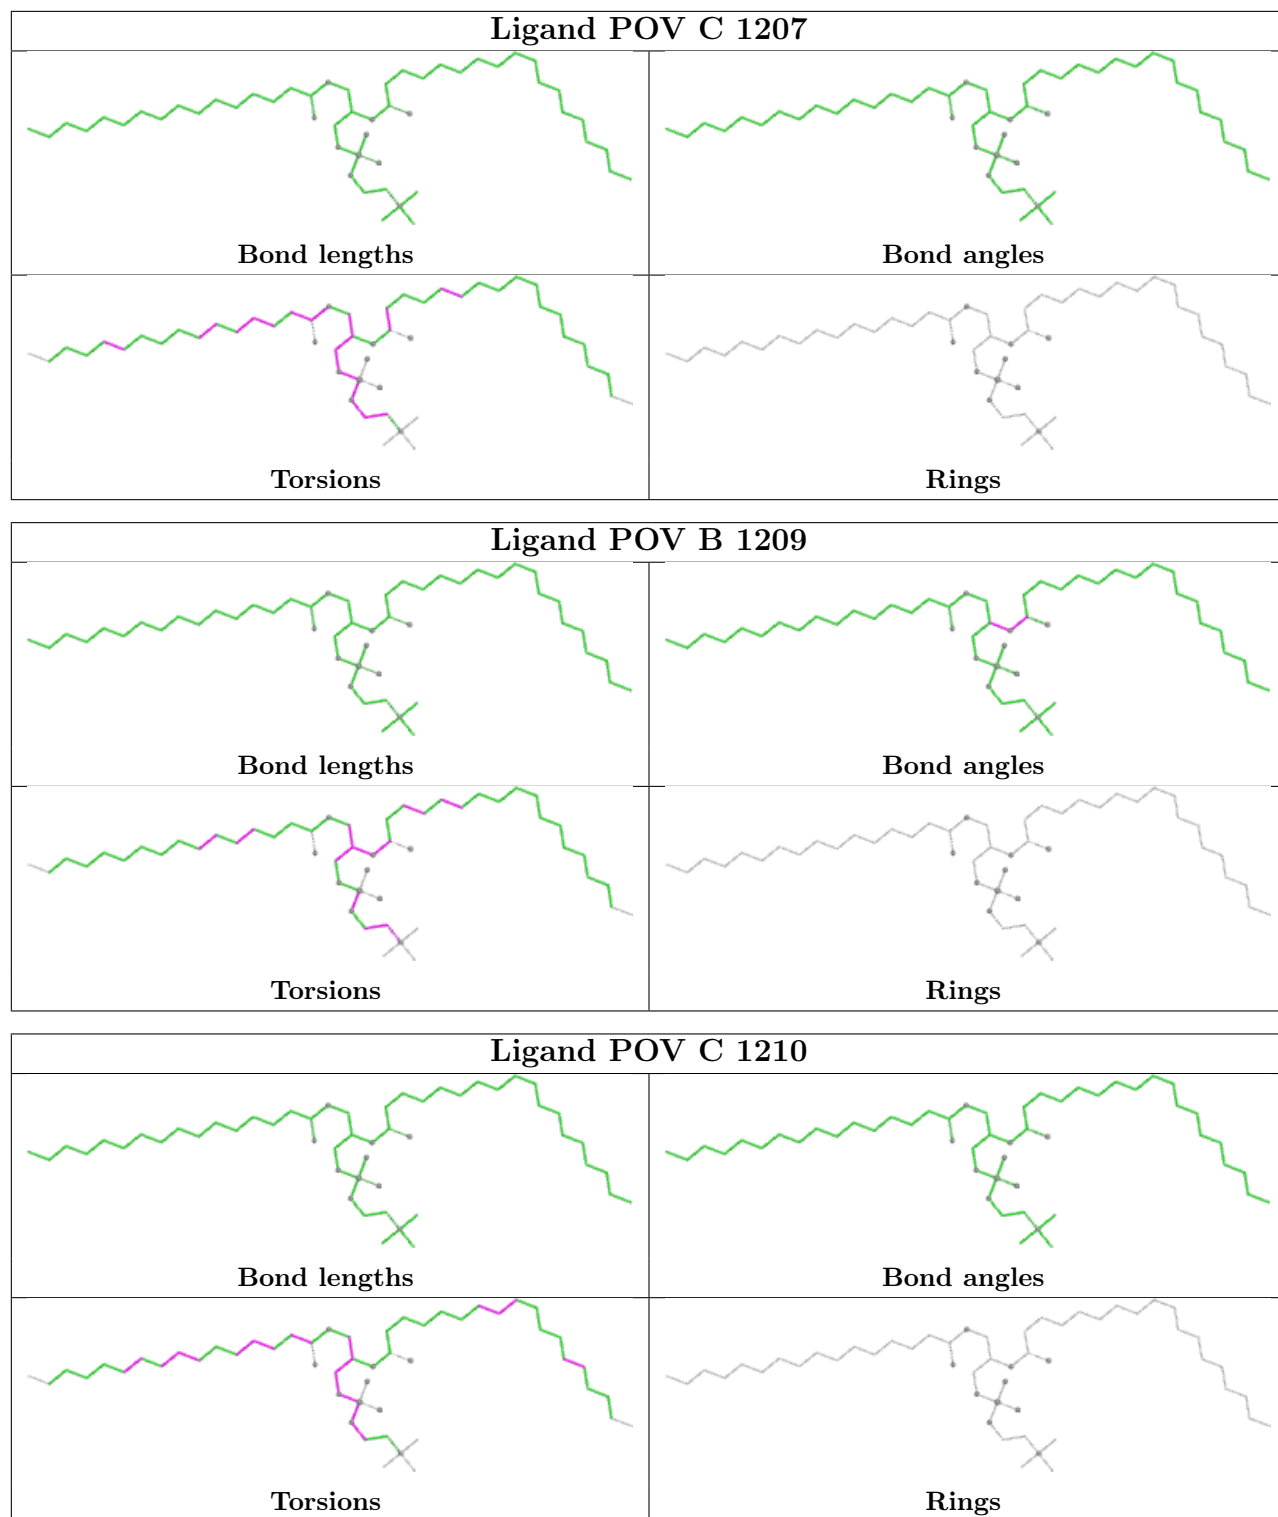 Ligand POV C 1207
Bond lengths
Bond angles
Torsions
Rings
Ligand POV B 1209
Bond lengths
Bond angles
Torsions
Rings
Ligand POV C 1210
Bond lengths
Bond angles
Torsions
Rings